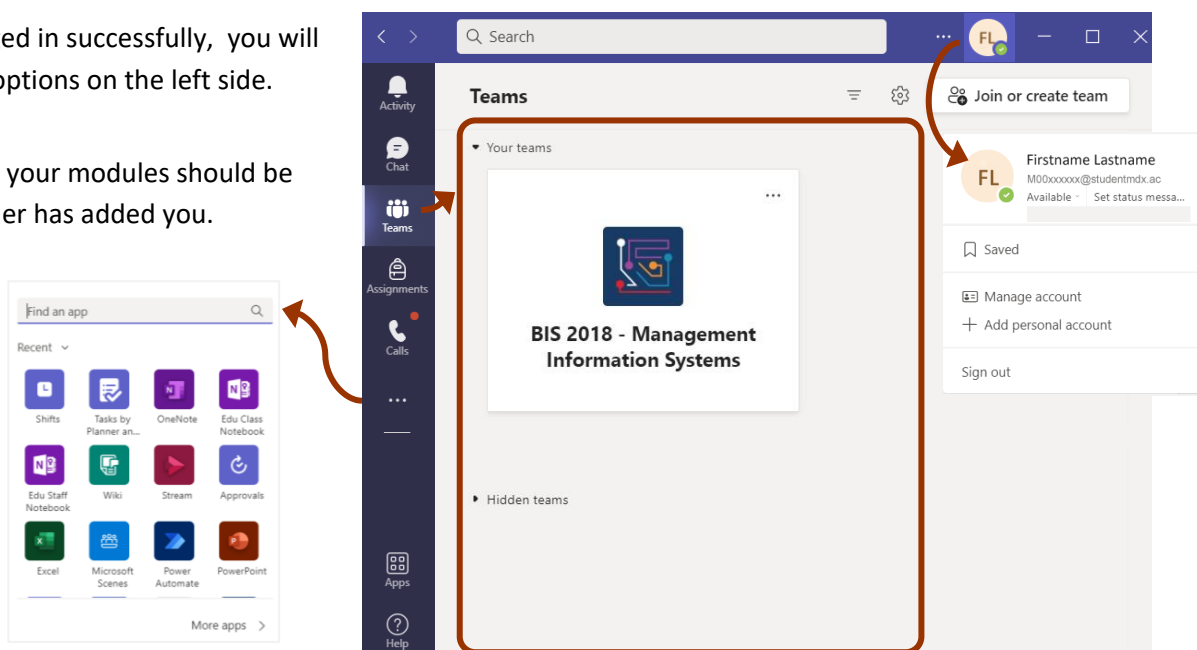 ed in successfully, you will
options on the left side.
your modules should be
er has added you.
Find an app
Recent
Shifts
Tasks by
Planner an...
OneNote
Edu Class
Notebook
Edu Staff
Notebook
Wiki
Stream
Approvals
Excel
Microsoft
Scenes
Power
Automate
PowerPoint
More apps >
Search
...
FL
Activity
Chat
Teams
Assignments
Calls
...
Apps
Help
Teams
Join or create team
Your teams
...
BIS 2018 - Management
Information Systems
Hidden teams
FL
Firstname Lastname
M00xxxxxx@studentmdx.ac
Available
Set status messa...
Saved
Manage account
+ Add personal account
Sign out